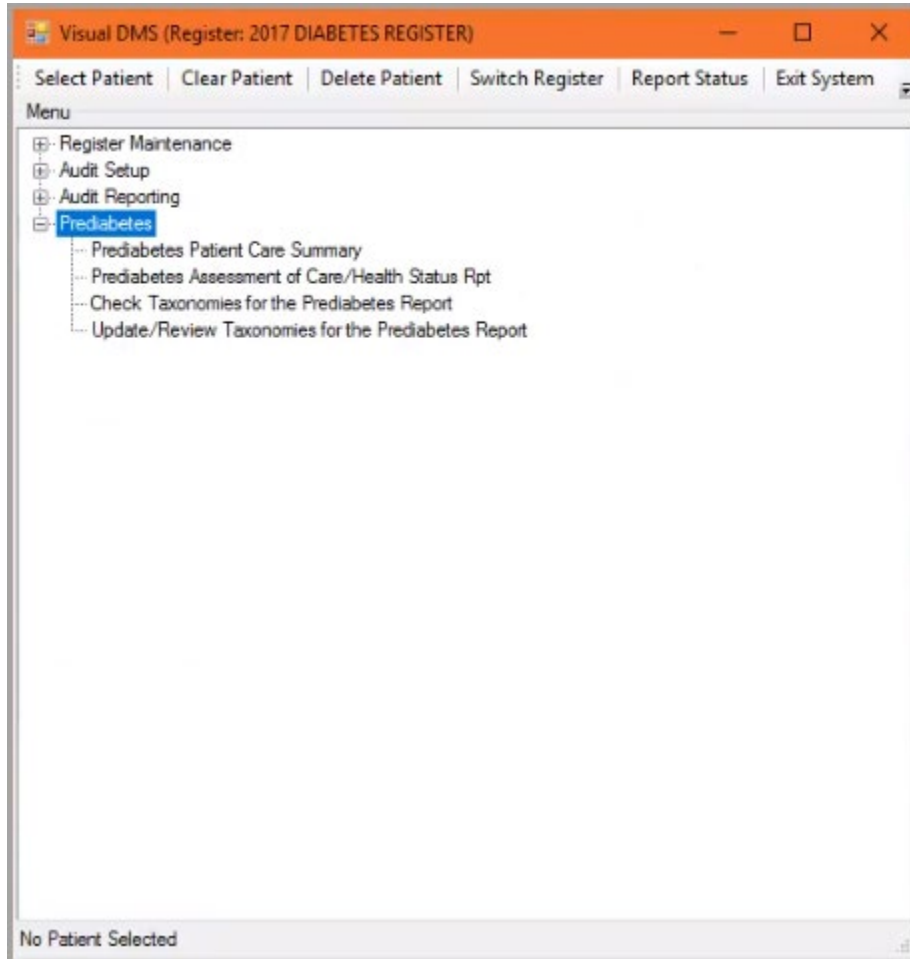 Visual DMS (Register: 2017 DIABETES REGISTER)
Select Patient Clear Patient Delete Patient Switch Register Report Status Exit System
Menu
Register Maintenance
Audit Setup
Audit Reporting
Prediabetes
Prediabetes Patient Care Summary
Prediabetes Assessment of Care/Health Status Rpt
Check Taxonomies for the Prediabetes Report
Update/Review Taxonomies for the Prediabetes Report
No Patient Selected